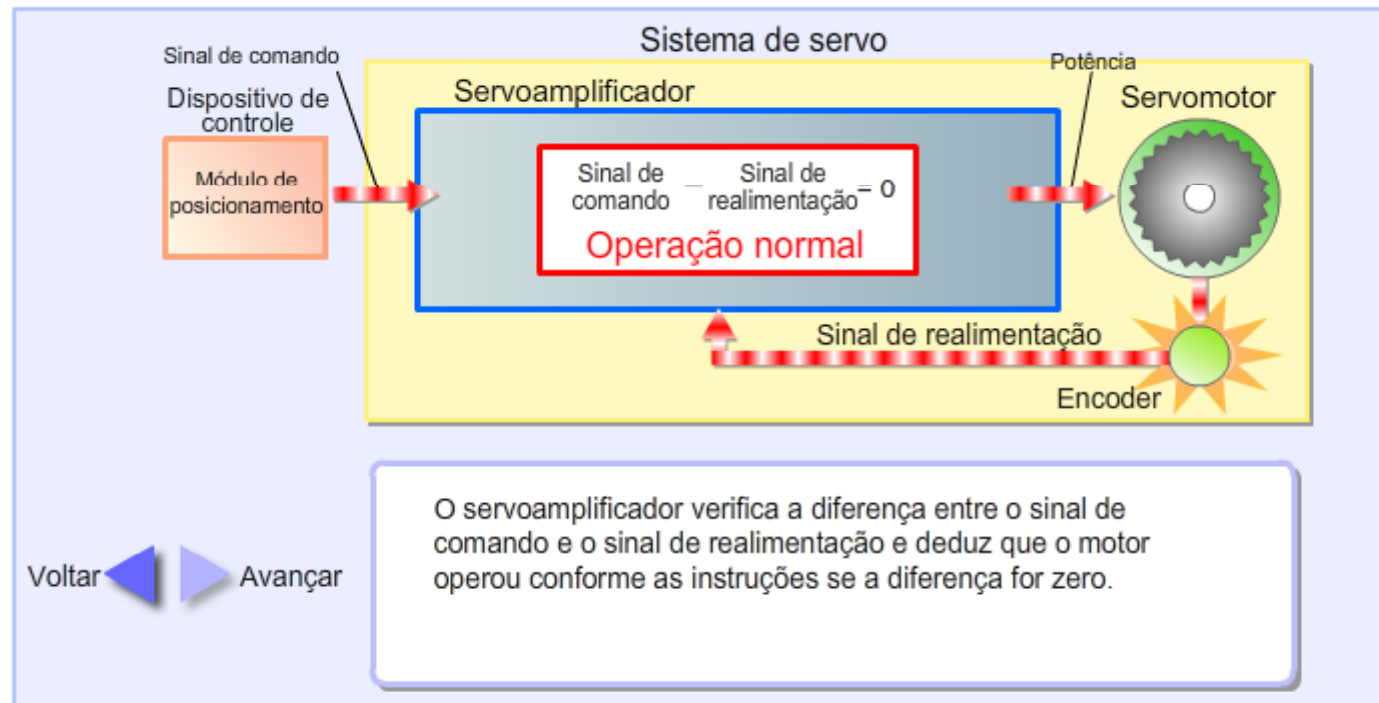 Sistema de servo
Sinal de comando
Potência
Servoamplificador
Servomotor
Dispositivo de
controle
Módulo de
posicionamento
Sinal de
comando
–
Sinal de
realimentação
= 0
Operação normal
Sinal de realimentação
Encoder
O servoamplificador verifica a diferença entre o sinal de
comando e o sinal de realimentação e deduz que o motor
operou conforme as instruções se a diferença for zero.
Voltar
Avançar